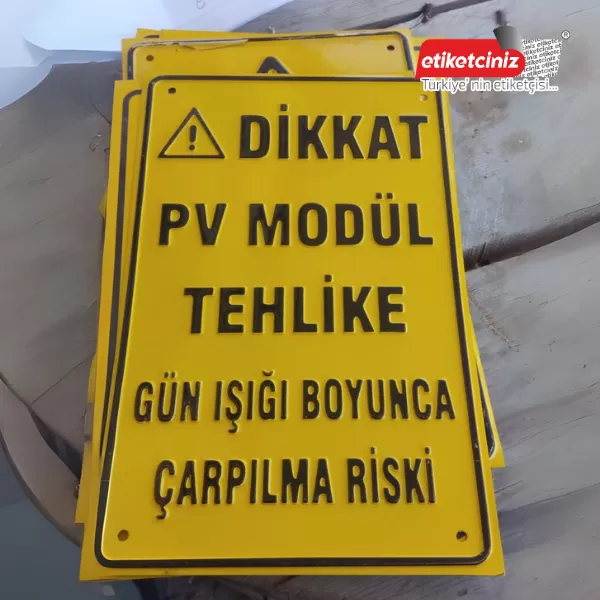 etiketciniz
Türkiye' nin etiketçisi...
DİKKAT
PV MODÜL
TEHLİKE
GÜN IŞIĞI BOYUNCA
ÇARPILMA RİSKİ